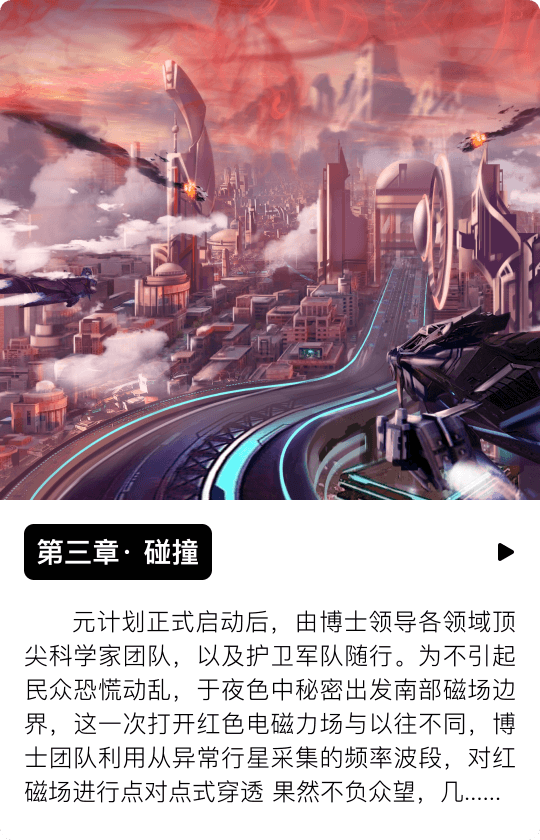 第三章· 碰撞
元计划正式启动后，由博士领导各领域顶
尖科学家团队，以及护卫军队随行。为不引起
民众恐慌动乱，于夜色中秘密出发南部磁场边
界，这一次打开红色电磁力场与以往不同，博
士团队利用从异常行星采集的频率波段，对红
磁场进行点对点式穿透 果然不负众望，几......